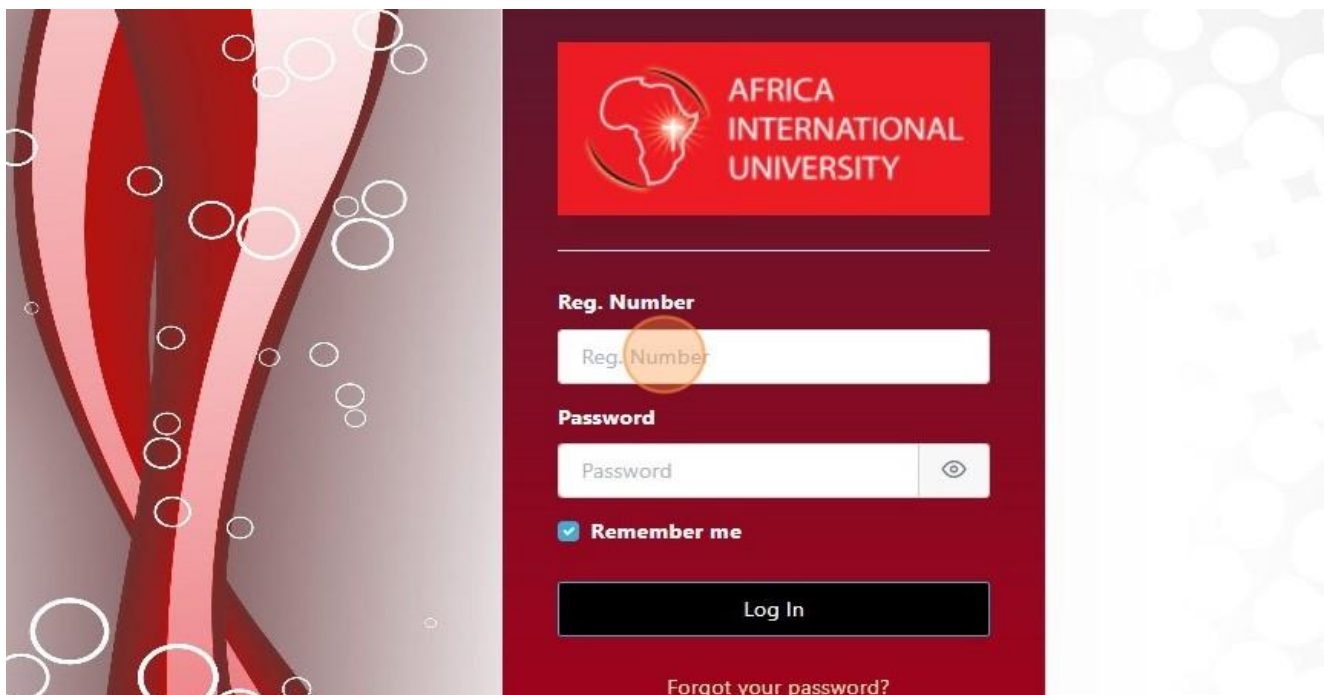 AFRICA
INTERNATIONAL
UNIVERSITY
Reg. Number
Reg. Number
Password
Password
Remember me
Log In
Forgot your password?